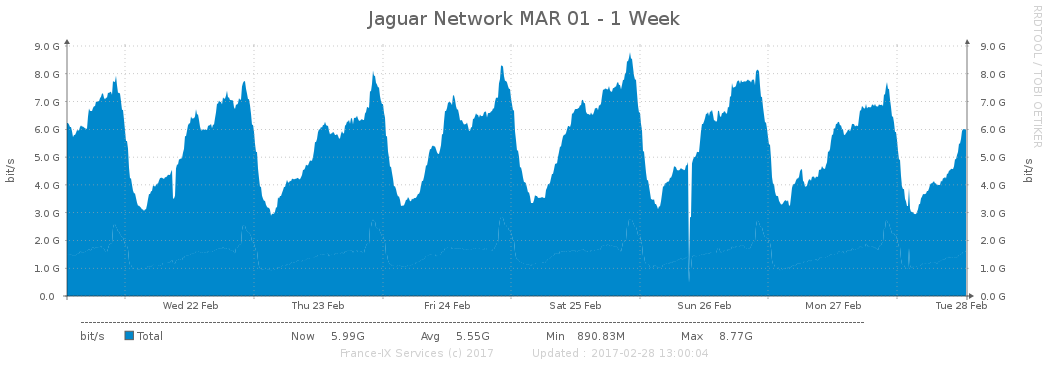 Jaguar Network MAR 01 - 1 Week
RRDTOOL / TOBI OETIKER
9.0 G 9.0 G
8.0 G 8.0 G
7.0 G 7.0 G
6.0 G 6.0 G
5.0 G 5.0 G
4.0 G 4.0 G
3.0 G 3.0 G
2.0 G 2.0 G
1.0 G 1.0 G
0.0 0.0 G
bit/s bit/s
Wed 22 Feb Thu 23 Feb Fri 24 Feb Sat 25 Feb Sun 26 Feb Mon 27 Feb Tue 28 Feb
bit/s Total Now 5.99G Avg 5.55G Min 890.83M Max 8.77G
France-IX Services (c) 2017 Updated : 2017-02-28 13:00:04